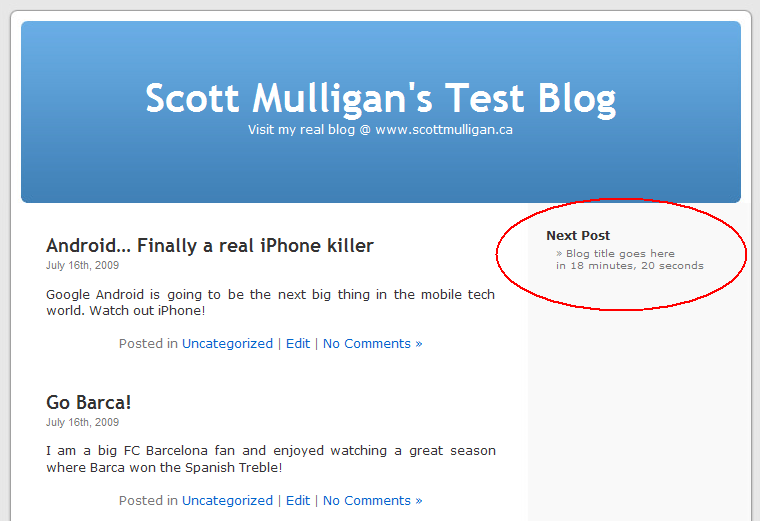 Scott Mulligan's Test Blog
Visit my real blog @ www.scottmulligan.ca
Android... Finally a real iPhone killer
July 16th, 2009
Google Android is going to be the next big thing in the mobile tech
world. Watch out iPhone!
Posted in Uncategorized | Edit | No Comments »
Go Barca!
July 16th, 2009
I am a big FC Barcelona fan and enjoyed watching a great season
where Barca won the Spanish Treble!
Posted in Uncategorized | Edit | No Comments »
Next Post
» Blog title goes here
in 18 minutes, 20 seconds